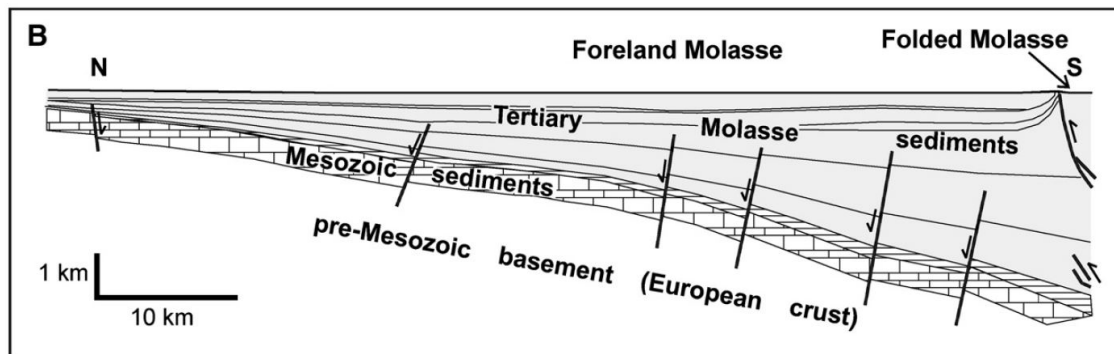 B
Foreland Molasse
Folded Molasse
N
S
Tertiary Molasse sediments
Mesozoic sediments
pre-Mesozoic basement (European crust)
1 km
10 km